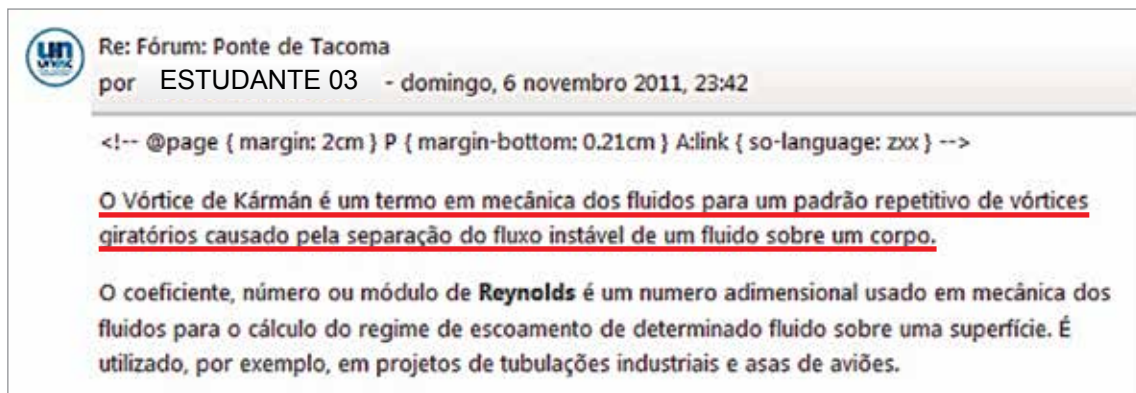 un
unesc
Re: Fórum: Ponte de Tacoma
por ESTUDANTE 03 - domingo, 6 novembro 2011, 23:42
<!-- @page { margin: 2cm } P { margin-bottom: 0.21cm } A:link { so-language: zxx } -->
O Vórtice de Kármán é um termo em mecânica dos fluidos para um padrão repetitivo de vórtices
giratórios causado pela separação do fluxo instável de um fluido sobre um corpo.
O coeficiente, número ou módulo de Reynolds é um numero adimensional usado em mecânica dos
fluidos para o cálculo do regime de escoamento de determinado fluido sobre uma superfície. É
utilizado, por exemplo, em projetos de tubulações industriais e asas de aviões.